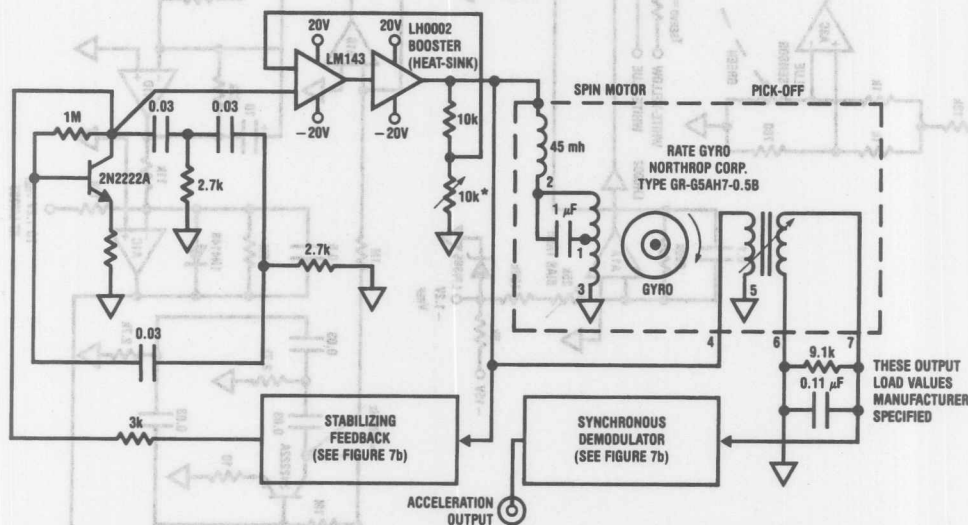 20V
20V
LH0002
BOOSTER
(HEAT-SINK)
LM143
-20V
-20V
1M
0.03
0.03
2N2222A
2.7k
2.7k
0.03
3k
10k
10k*
SPIN MOTOR
PICK-OFF
45 mh
2
1 µF
1
3
RATE GYRO
NORTHROP CORP.
TYPE GR-G5AH7-0.5B
GYRO
5
4
6
7
9.1k
0.11 µF
THESE OUTPUT
LOAD VALUES
MANUFACTURER
SPECIFIED
STABILIZING
FEEDBACK
(SEE FIGURE 7b)
SYNCHRONOUS
DEMODULATOR
(SEE FIGURE 7b)
ACCELERATION
OUTPUT